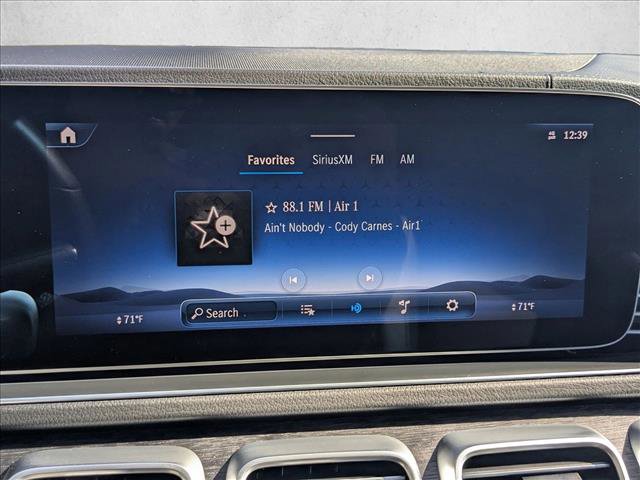 12:39
Favorites SiriusXM FM AM
88.1 FM | Air 1
Ain't Nobody - Cody Carnes - Air1
Search
71°F
71°F